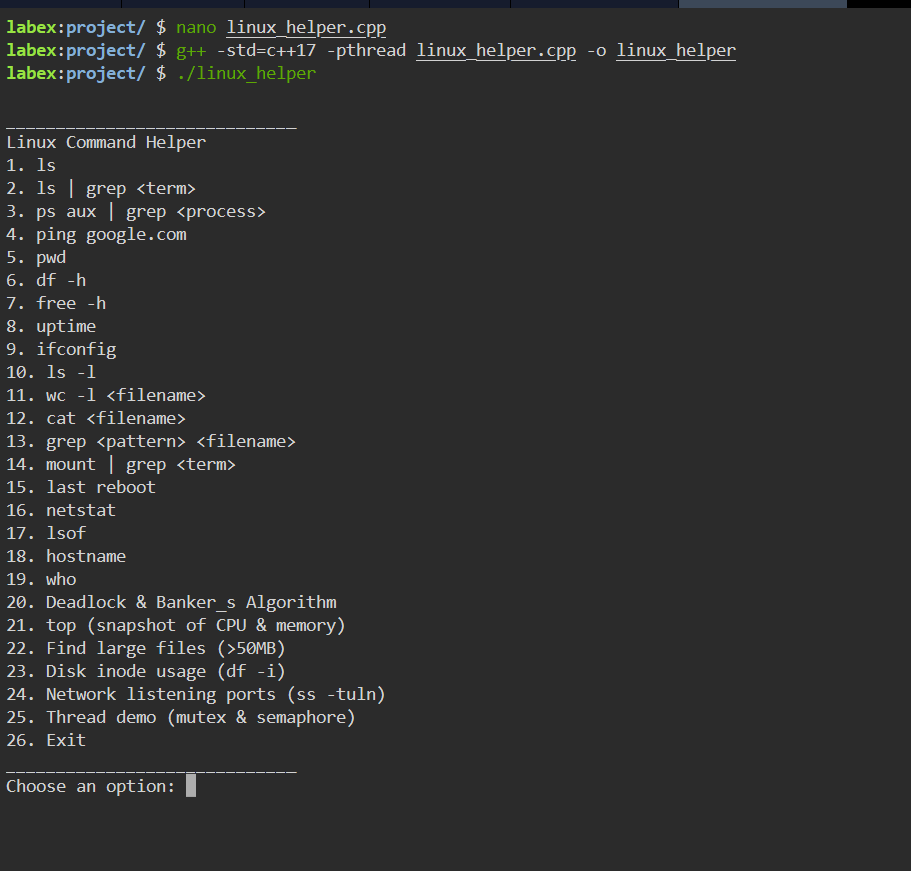 labex:project/ $ nano linux_helper.cpp
labex:project/ $ g++ -std=c++17 -pthread linux_helper.cpp -o linux_helper
labex:project/ $ ./linux_helper
_____________________________
Linux Command Helper
1. ls
2. ls | grep <term>
3. ps aux | grep <process>
4. ping google.com
5. pwd
6. df -h
7. free -h
8. uptime
9. ifconfig
10. ls -l
11. wc -l <filename>
12. cat <filename>
13. grep <pattern> <filename>
14. mount | grep <term>
15. last reboot
16. netstat
17. lsof
18. hostname
19. who
20. Deadlock & Banker_s Algorithm
21. top (snapshot of CPU & memory)
22. Find large files (>50MB)
23. Disk inode usage (df -i)
24. Network listening ports (ss -tuln)
25. Thread demo (mutex & semaphore)
26. Exit
_____________________________
Choose an option: